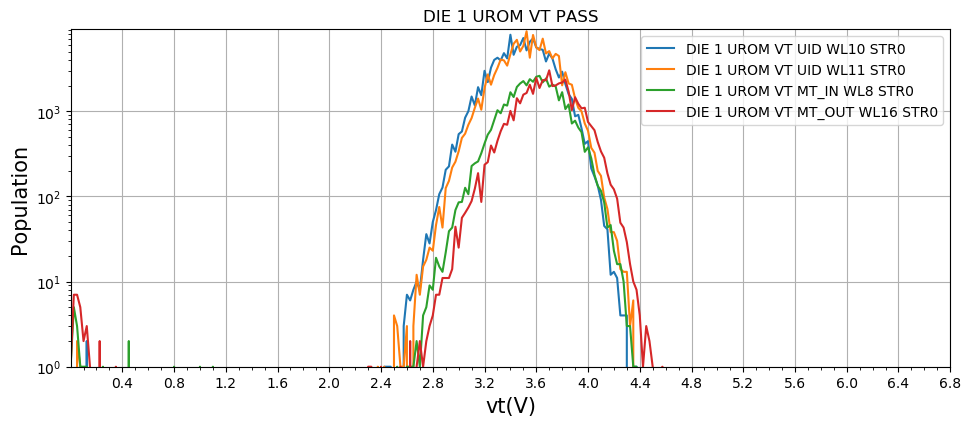 DIE 1 UROM VT PASS
DIE 1 UROM VT UID WL10 STR0
DIE 1 UROM VT UID WL11 STR0
DIE 1 UROM VT MT_IN WL8 STR0
DIE 1 UROM VT MT_OUT WL16 STR0
Population
10³
10²
10¹
10⁰
0.4 0.8 1.2 1.6 2.0 2.4 2.8 3.2 3.6 4.0 4.4 4.8 5.2 5.6 6.0 6.4 6.8
vt(V)